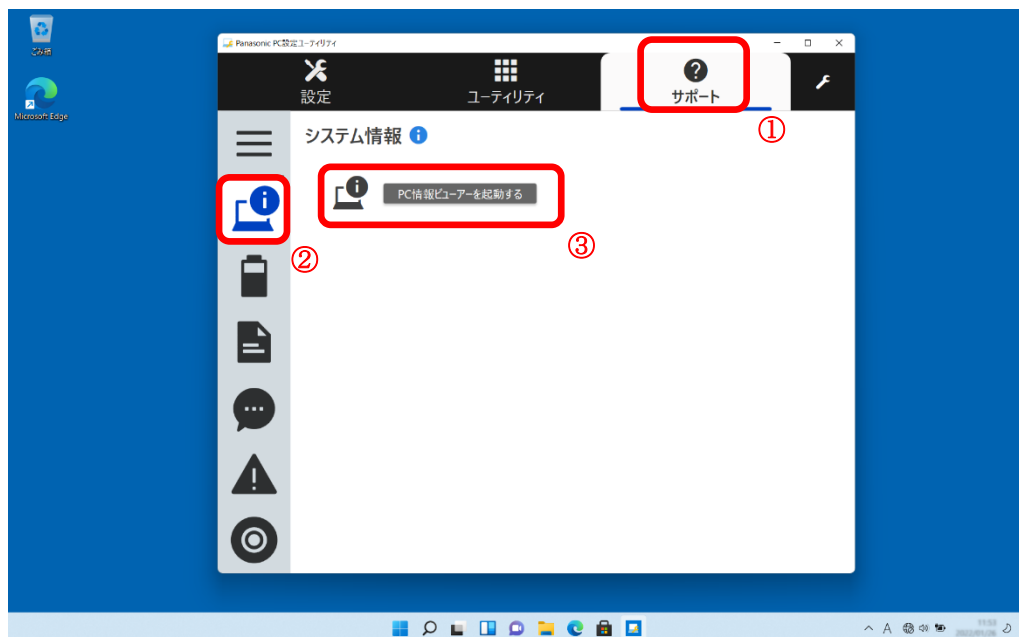 ごみ箱
Microsoft Edge
Panasonic PC設定ユーティリティ
設定
ユーティリティ
サポート
①
システム情報
PC情報ビューアーを起動する
②
③
A